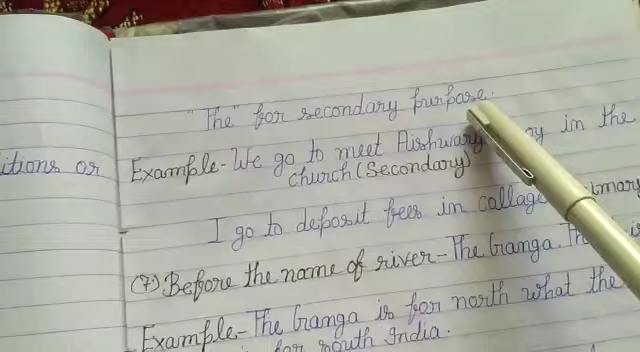 "The" for secondary purpose.
itions or
Example- We go to meet Aishwary in the
church (Secondary)
I go to deposit fees in callage
(7) Before the name of river - The Ganga. Th
Example - The Ganga is for north what the
for south India.